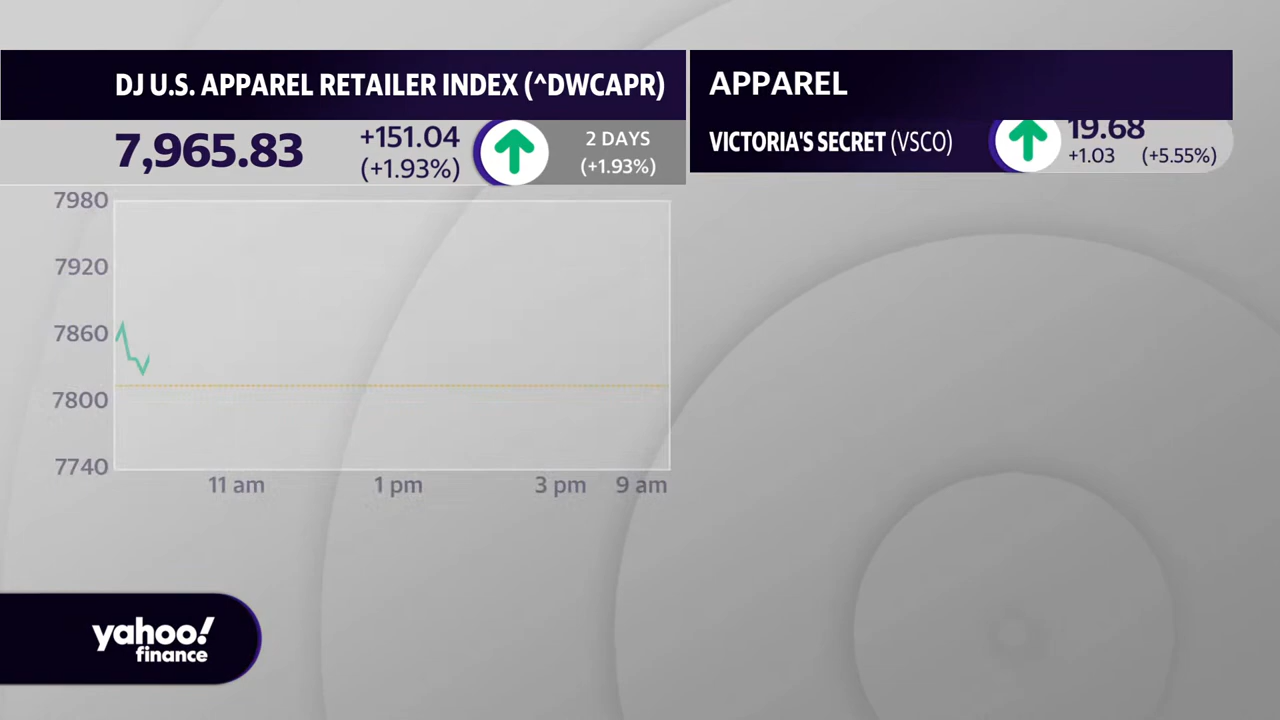 DJ U.S. APPAREL RETAILER INDEX (^DWCAPR)
7,965.83
+151.04
(+1.93%)
2 DAYS
(+1.93%)
7980
7920
7860
7800
7740
11 am
1 pm
3 pm
9 am
APPAREL
VICTORIA'S SECRET (VSCO)
19.68
+1.03 (+5.55%)
yahoo!
finance